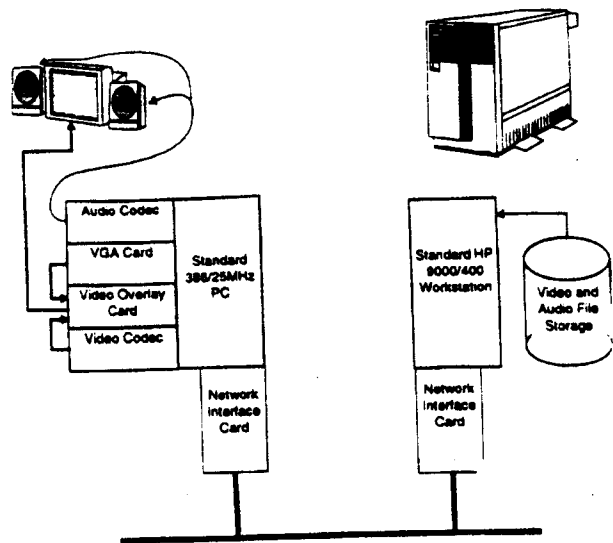 Audio Codec
VGA Card
Video Overlay
Card
Video Codec
Standard
386/25MHz
PC
Network
Interface
Card
Standard HP
9000/400
Workstation
Network
Interface
Card
Video and
Audio File
Storage